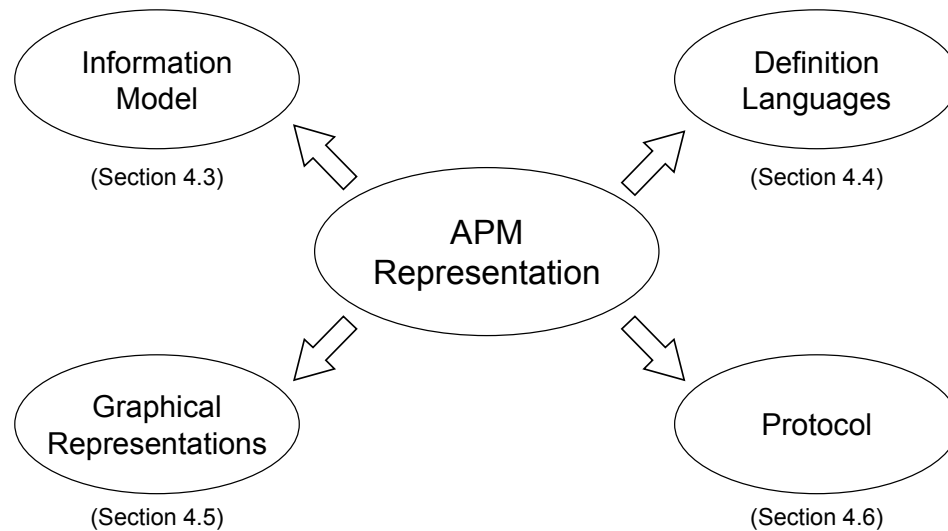 Information
Model
(Section 4.3)
Definition
Languages
(Section 4.4)
APM
Representation
Graphical
Representations
(Section 4.5)
Protocol
(Section 4.6)